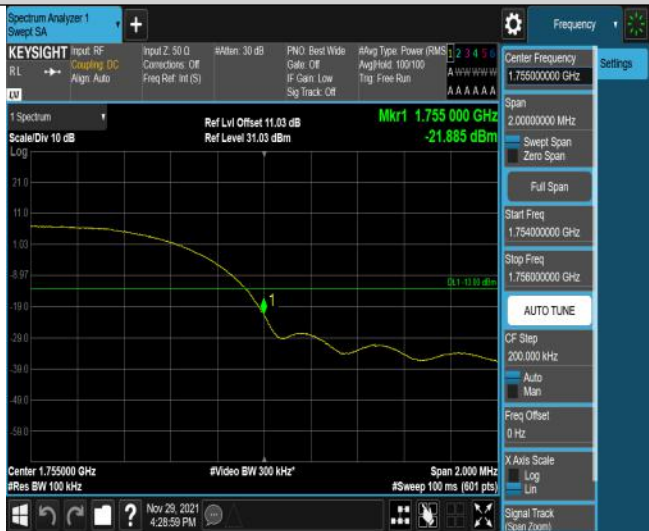 Spectrum Analyzer 1
Swept SA
+
Frequency
KEYSIGHT
RL
Input: RF
Coupling: DC
Align: Auto
Input Z: 50 Ω
Corrections: Off
Freq Ref: Int (S)
#Atten: 30 dB
PNO: Best Wide
Gate: Off
IF Gain: Low
Sig Track: Off
#Avg Type: Power (RMS
Avg|Hold: 100/100
Trig: Free Run
1 2 3 4 5 6
A W W W W W
A A A A A A
1 Spectrum
Scale/Div 10 dB
Log
Ref Lvl Offset 11.03 dB
Ref Level 31.03 dBm
Mkr1 1.755 000 GHz
-21.885 dBm
21.0
11.0
1.03
-8.97
-19.0
-29.0
-39.0
-49.0
-59.0
DL1 -13.00 dBm
1
Center 1.755000 GHz
#Res BW 100 kHz
#Video BW 300 kHz*
Span 2.000 MHz
#Sweep 100 ms (601 pts)
Nov 29, 2021
4:28:59 PM
?
Settings
Center Frequency
1.755000000 GHz
Span
2.00000000 MHz
Swept Span
Zero Span
Full Span
Start Freq
1.754000000 GHz
Stop Freq
1.756000000 GHz
AUTO TUNE
CF Step
200.000 kHz
Auto
Man
Freq Offset
0 Hz
X Axis Scale
Log
Lin
Signal Track
(Span Zoom)